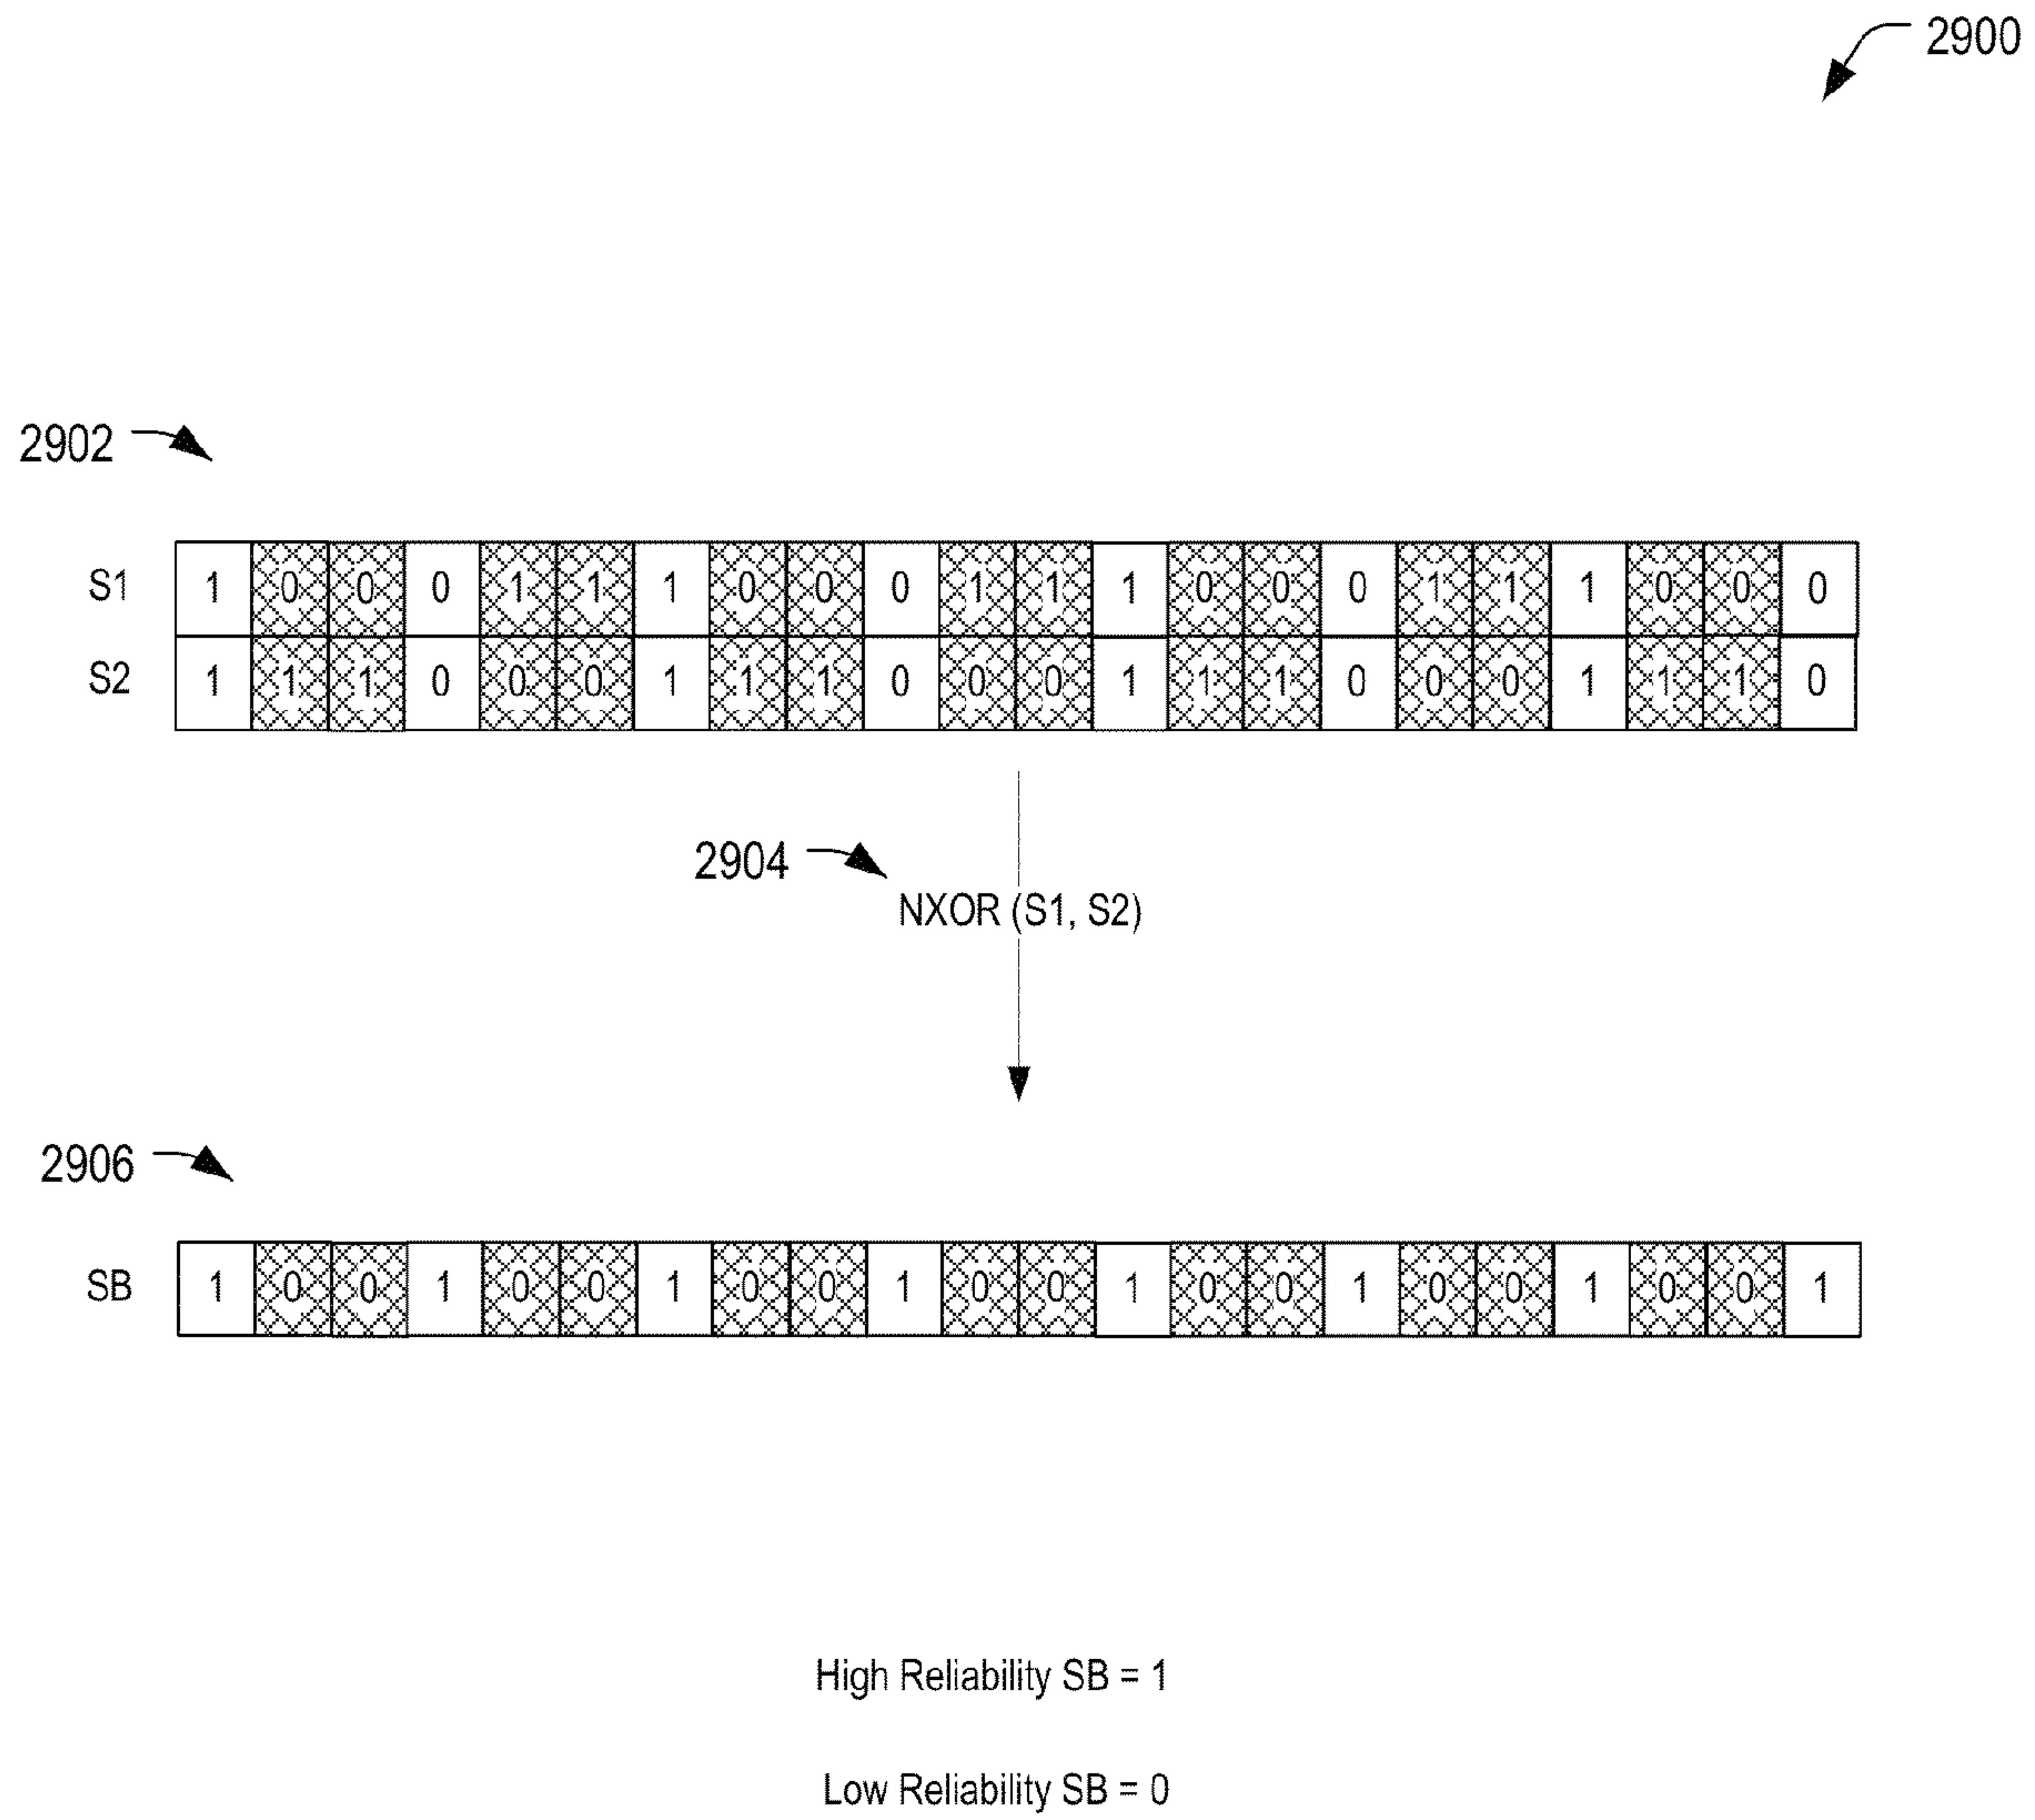 2900
2902
S1 1 0 0 0 1 1 1 0 0 0 1 1 1 0 0 0 1 1 1 0 0 0
S2 1 1 1 0 0 0 1 1 1 0 0 0 1 1 1 0 0 0 1 1 1 0
2904
NXOR (S1, S2)
2906
SB 1 0 0 1 0 0 1 0 0 1 0 0 1 0 0 1 0 0 1 0 0 1
High Reliability SB = 1
Low Reliability SB = 0